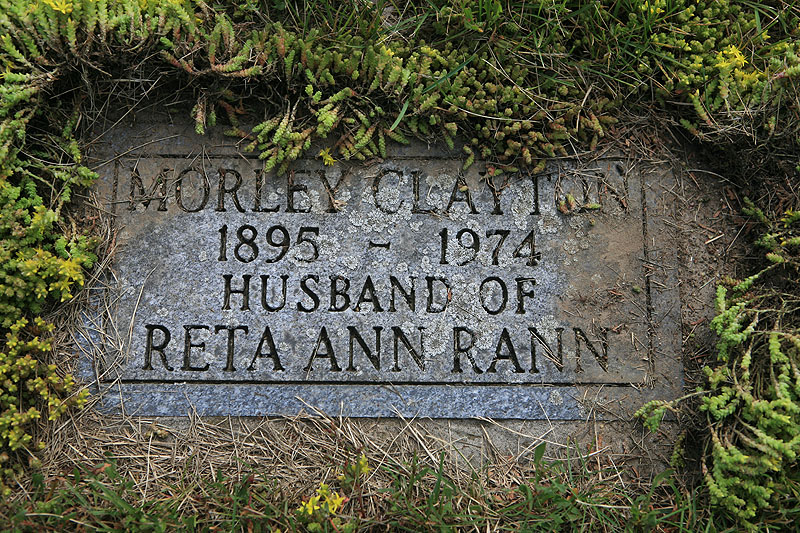 MORLEY CLAYTON
1895 - 1974
HUSBAND OF
RETA ANN RANN